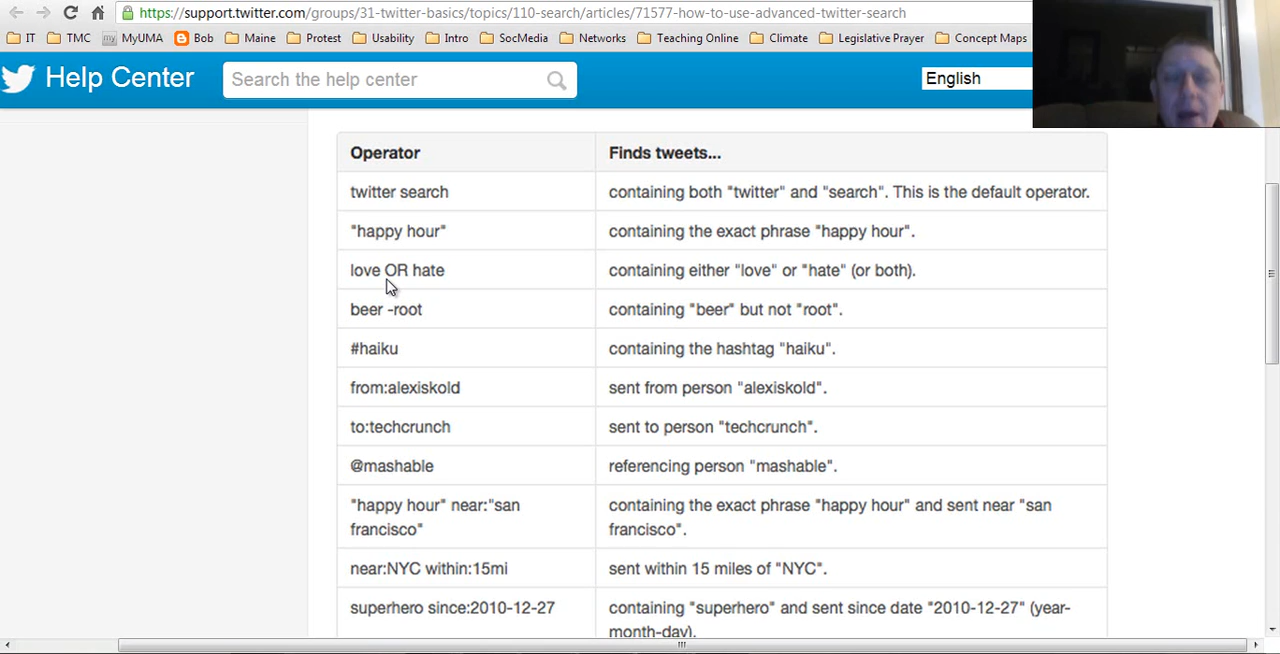 https://support.twitter.com/groups/31-twitter-basics/topics/110-search/articles/71577-how-to-use-advanced-twitter-search
IT TMC my MyUMA Bob Maine Protest Usability Intro SocMedia Networks Teaching Online Climate Legislative Prayer Concept Maps
Help Center Search the help center English
Operator Finds tweets...
twitter search containing both "twitter" and "search". This is the default operator.
"happy hour" containing the exact phrase "happy hour".
love OR hate containing either "love" or "hate" (or both).
beer -root containing "beer" but not "root".
#haiku containing the hashtag "haiku".
from:alexiskold sent from person "alexiskold".
to:techcrunch sent to person "techcrunch".
@mashable referencing person "mashable".
"happy hour" near:"san containing the exact phrase "happy hour" and sent near "san
francisco" francisco".
near:NYC within:15mi sent within 15 miles of "NYC".
superhero since:2010-12-27 containing "superhero" and sent since date "2010-12-27" (year-
month-day).